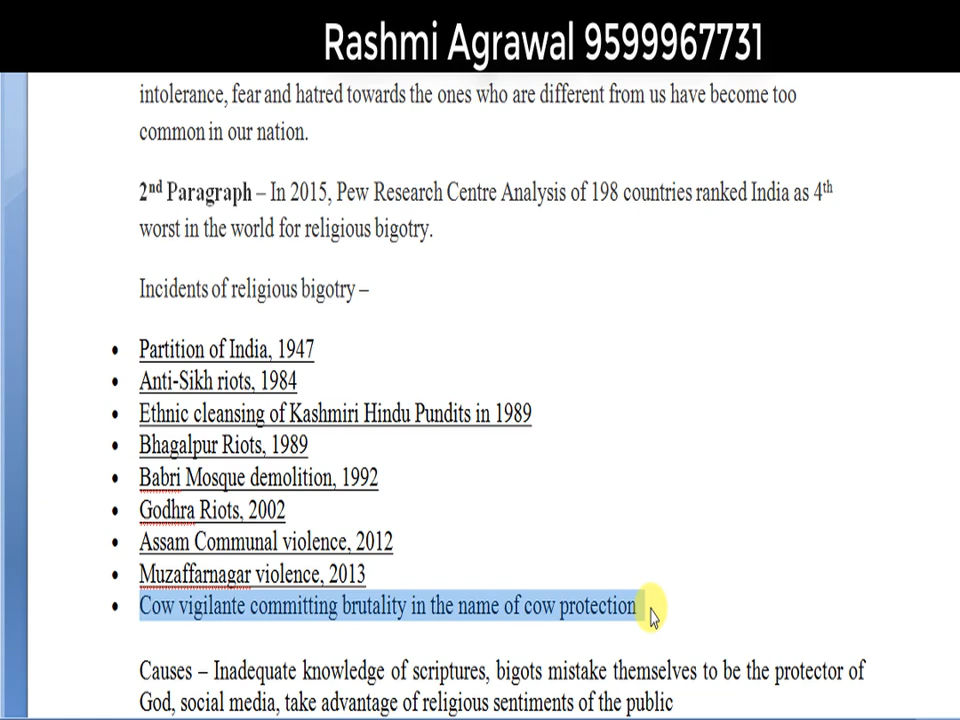 Rashmi Agrawal 9599967731
intolerance, fear and hatred towards the ones who are different from us have become too
common in our nation.
2nd Paragraph – In 2015, Pew Research Centre Analysis of 198 countries ranked India as 4th
worst in the world for religious bigotry.
Incidents of religious bigotry –
• Partition of India, 1947
• Anti-Sikh riots, 1984
• Ethnic cleansing of Kashmiri Hindu Pundits in 1989
• Bhagalpur Riots, 1989
• Babri Mosque demolition, 1992
• Godhra Riots, 2002
• Assam Communal violence, 2012
• Muzaffarnagar violence, 2013
• Cow vigilante committing brutality in the name of cow protection
Causes – Inadequate knowledge of scriptures, bigots mistake themselves to be the protector of
God, social media, take advantage of religious sentiments of the public